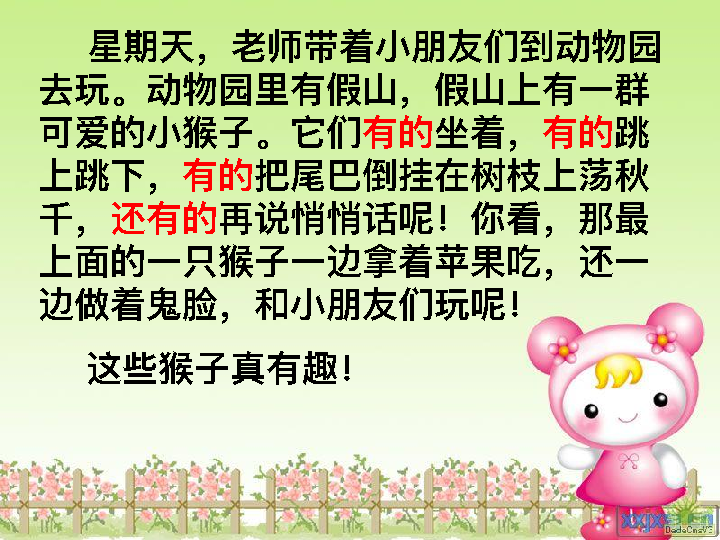 星期天，老师带着小朋友们到动物园
去玩。动物园里有假山，假山上有一群
可爱的小猴子。它们有的坐着，有的跳
上跳下，有的把尾巴倒挂在树枝上荡秋
千，还有的再说悄悄话呢！你看，那最
上面的一只猴子一边拿着苹果吃，还一
边做着鬼脸，和小朋友们玩呢！
这些猴子真有趣！
DedeCmsV3